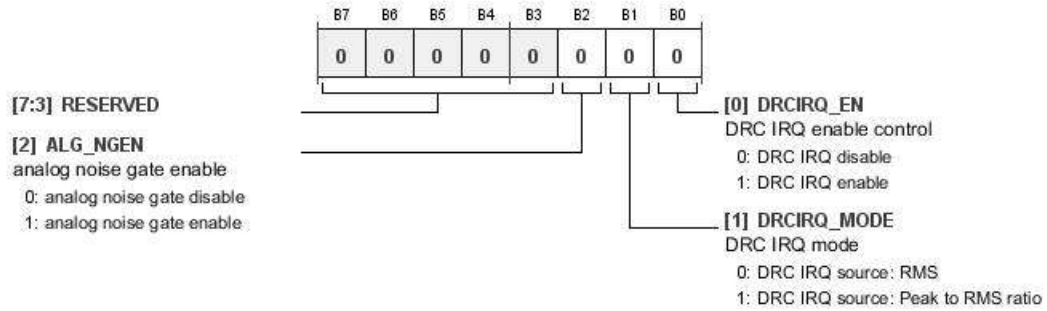 B7 B6 B5 B4 B3 B2 B1 B0
0 0 0 0 0 0 0 0
[7:3] RESERVED
[2] ALG_NGEN
analog noise gate enable
0: analog noise gate disable
1: analog noise gate enable
[0] DRCIRQ_EN
DRC IRQ enable control
0: DRC IRQ disable
1: DRC IRQ enable
[1] DRCIRQ_MODE
DRC IRQ mode
0: DRC IRQ source: RMS
1: DRC IRQ source: Peak to RMS ratio